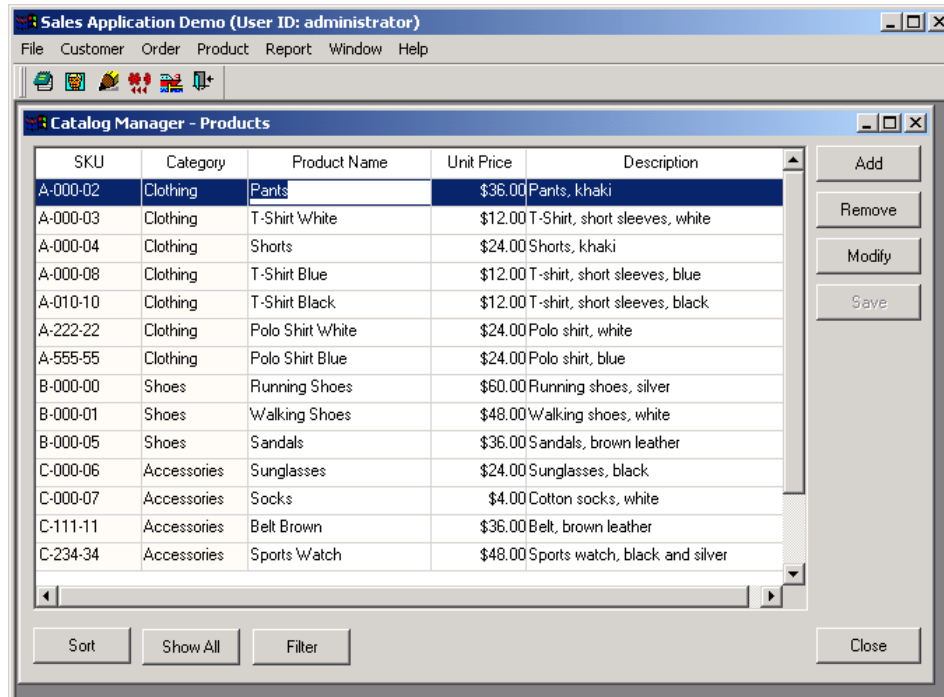 Sales Application Demo (User ID: administrator)
File Customer Order Product Report Window Help
Catalog Manager - Products
SKU Category Product Name Unit Price Description
A-000-02 Clothing Pants $36.00 Pants, khaki
A-000-03 Clothing T-Shirt White $12.00 T-Shirt, short sleeves, white
A-000-04 Clothing Shorts $24.00 Shorts, khaki
A-000-08 Clothing T-Shirt Blue $12.00 T-shirt, short sleeves, blue
A-010-10 Clothing T-Shirt Black $12.00 T-shirt, short sleeves, black
A-222-22 Clothing Polo Shirt White $24.00 Polo shirt, white
A-555-55 Clothing Polo Shirt Blue $24.00 Polo shirt, blue
B-000-00 Shoes Running Shoes $60.00 Running shoes, silver
B-000-01 Shoes Walking Shoes $48.00 Walking shoes, white
B-000-05 Shoes Sandals $36.00 Sandals, brown leather
C-000-06 Accessories Sunglasses $24.00 Sunglasses, black
C-000-07 Accessories Socks $4.00 Cotton socks, white
C-111-11 Accessories Belt Brown $36.00 Belt, brown leather
C-234-34 Accessories Sports Watch $48.00 Sports watch, black and silver
Add
Remove
Modify
Save
Sort Show All Filter Close